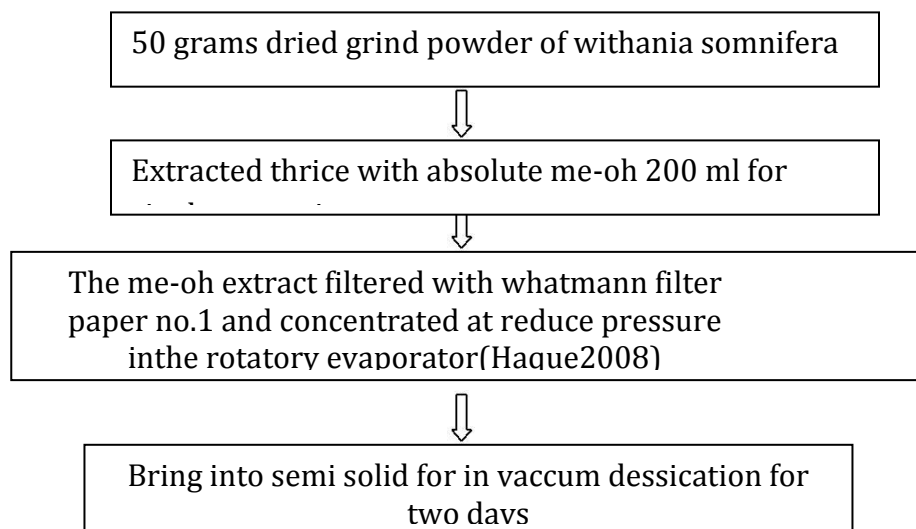 50 grams dried grind powder of withania somnifera
Extracted thrice with absolute me-oh 200 ml for
The me-oh extract filtered with whatmann filter
paper no.1 and concentrated at reduce pressure
inthe rotatory evaporator(Haque2008)
Bring into semi solid for in vaccum dessication for
two days